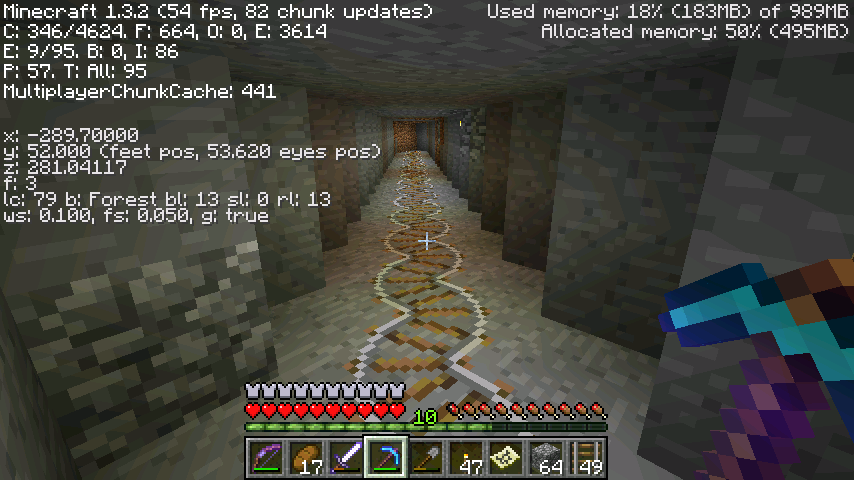 Minecraft 1.3.2 (54 fps, 82 chunk updates)
Used memory: 18% (183MB) of 989MB
C: 346/4624. F: 664, O: 0, E: 3614
Allocated memory: 50% (495MB)
E: 9/95. B: 0, I: 86
P: 57. T: All: 95
MultiplayerChunkCache: 441
x: -289.70000
y: 52.000 (feet pos, 53.620 eyes pos)
z: 281.04117
f: 3
lc: 79 b: Forest bl: 13 sl: 0 rl: 13
ws: 0.100, fs: 0.050, g: true
10
17 47 64 49